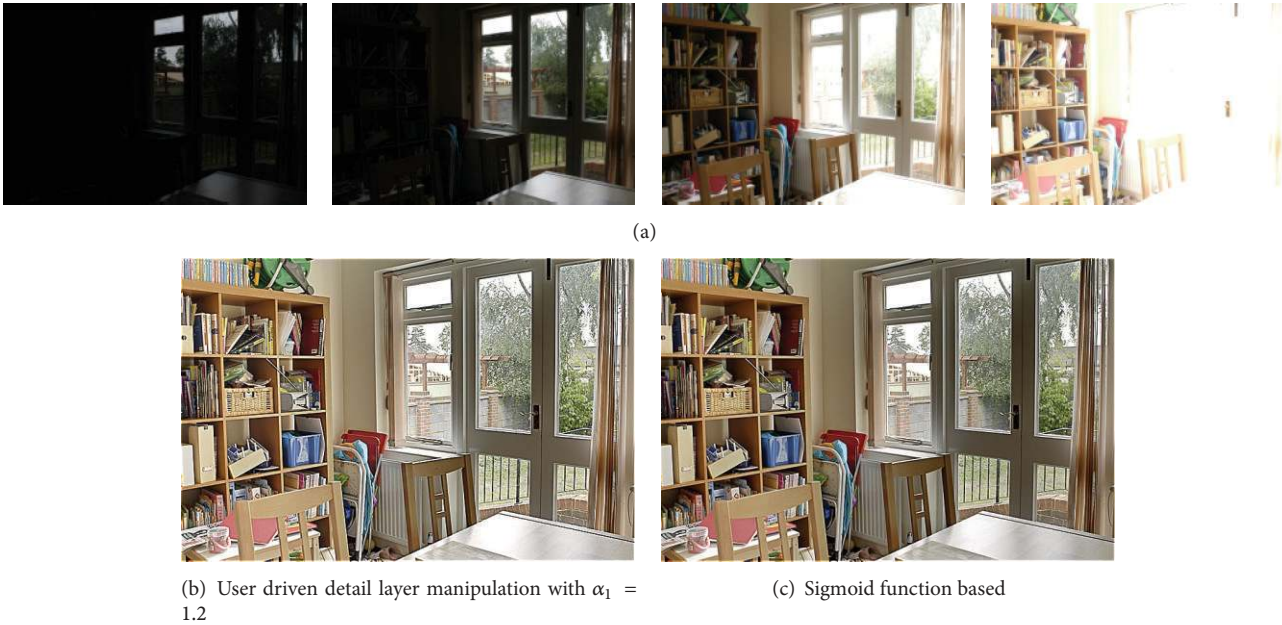 (a)
(b) User driven detail layer manipulation with α₁ =
1.2
(c) Sigmoid function based